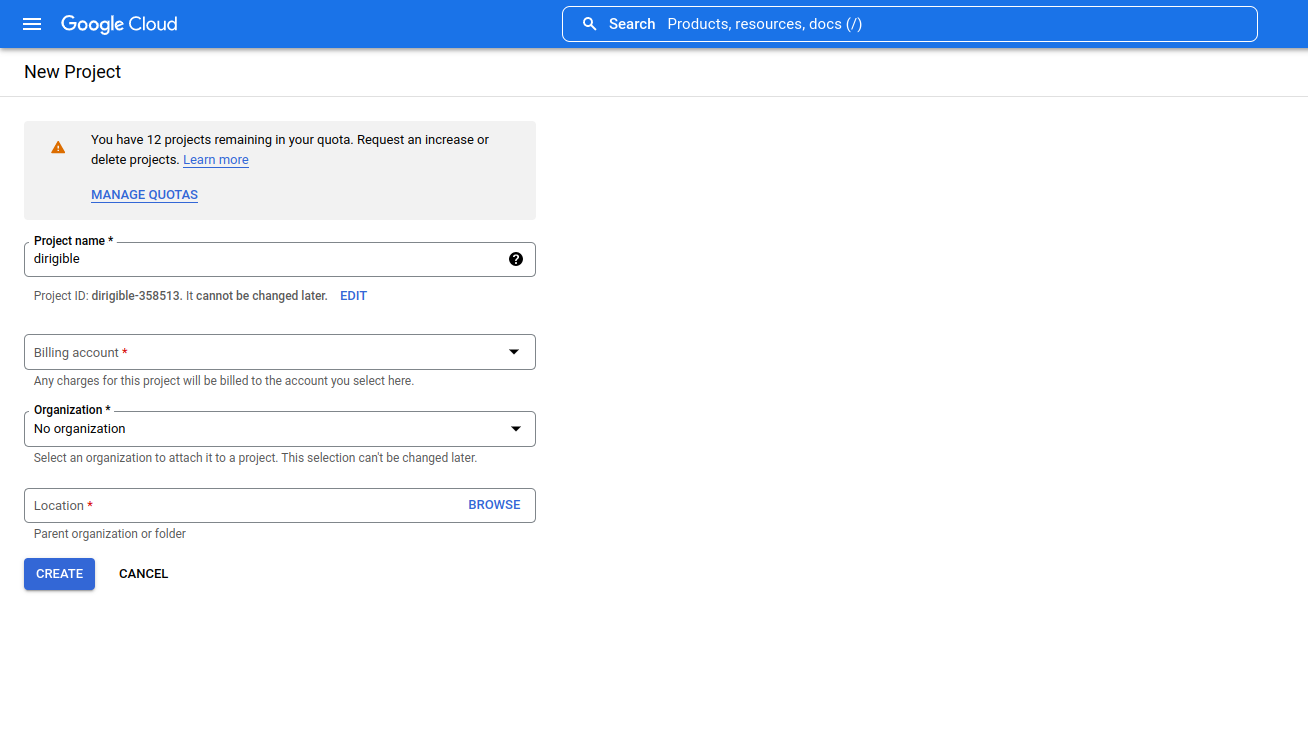 Google Cloud
Search Products, resources, docs (/)
New Project
You have 12 projects remaining in your quota. Request an increase or
delete projects. Learn more
MANAGE QUOTAS
Project name *
dirigible
Project ID: dirigible-358513. It cannot be changed later. EDIT
Billing account *
Any charges for this project will be billed to the account you select here.
Organization *
No organization
Select an organization to attach it to a project. This selection can't be changed later.
Location * BROWSE
Parent organization or folder
CREATE CANCEL